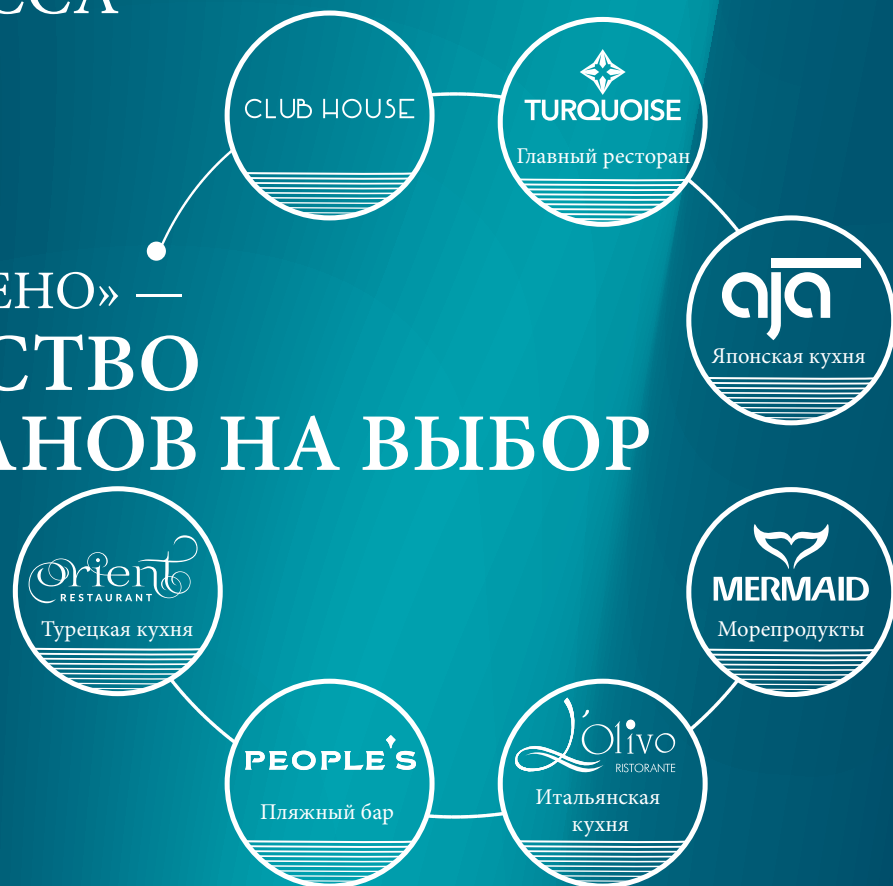 CLUB HOUSE
TURQUOISE
Главный ресторан
ЕНО» —
aja
Японская кухня
СТВО
АНОВ НА ВЫБОР
orient
RESTAURANT
Турецкая кухня
MERMAID
Морепродукты
PEOPLE'S
Пляжный бар
L'Olivo
RISTORANTE
Итальянская
кухня